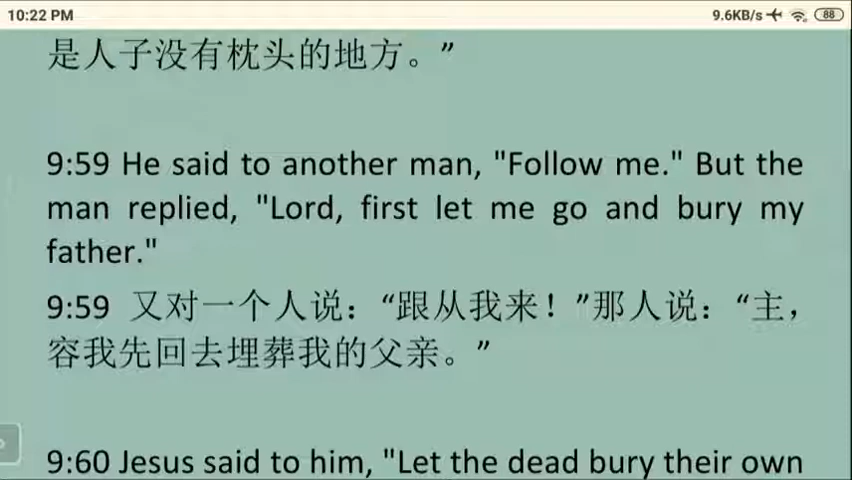 10:22 PM 9.6KB/s 88
是人子没有枕头的地方。”
9:59 He said to another man, "Follow me." But the
man replied, "Lord, first let me go and bury my
father."
9:59 又对一个人说：“跟从我来！”那人说：“主，
容我先回去埋葬我的父亲。”
9:60 Jesus said to him, "Let the dead bury their own